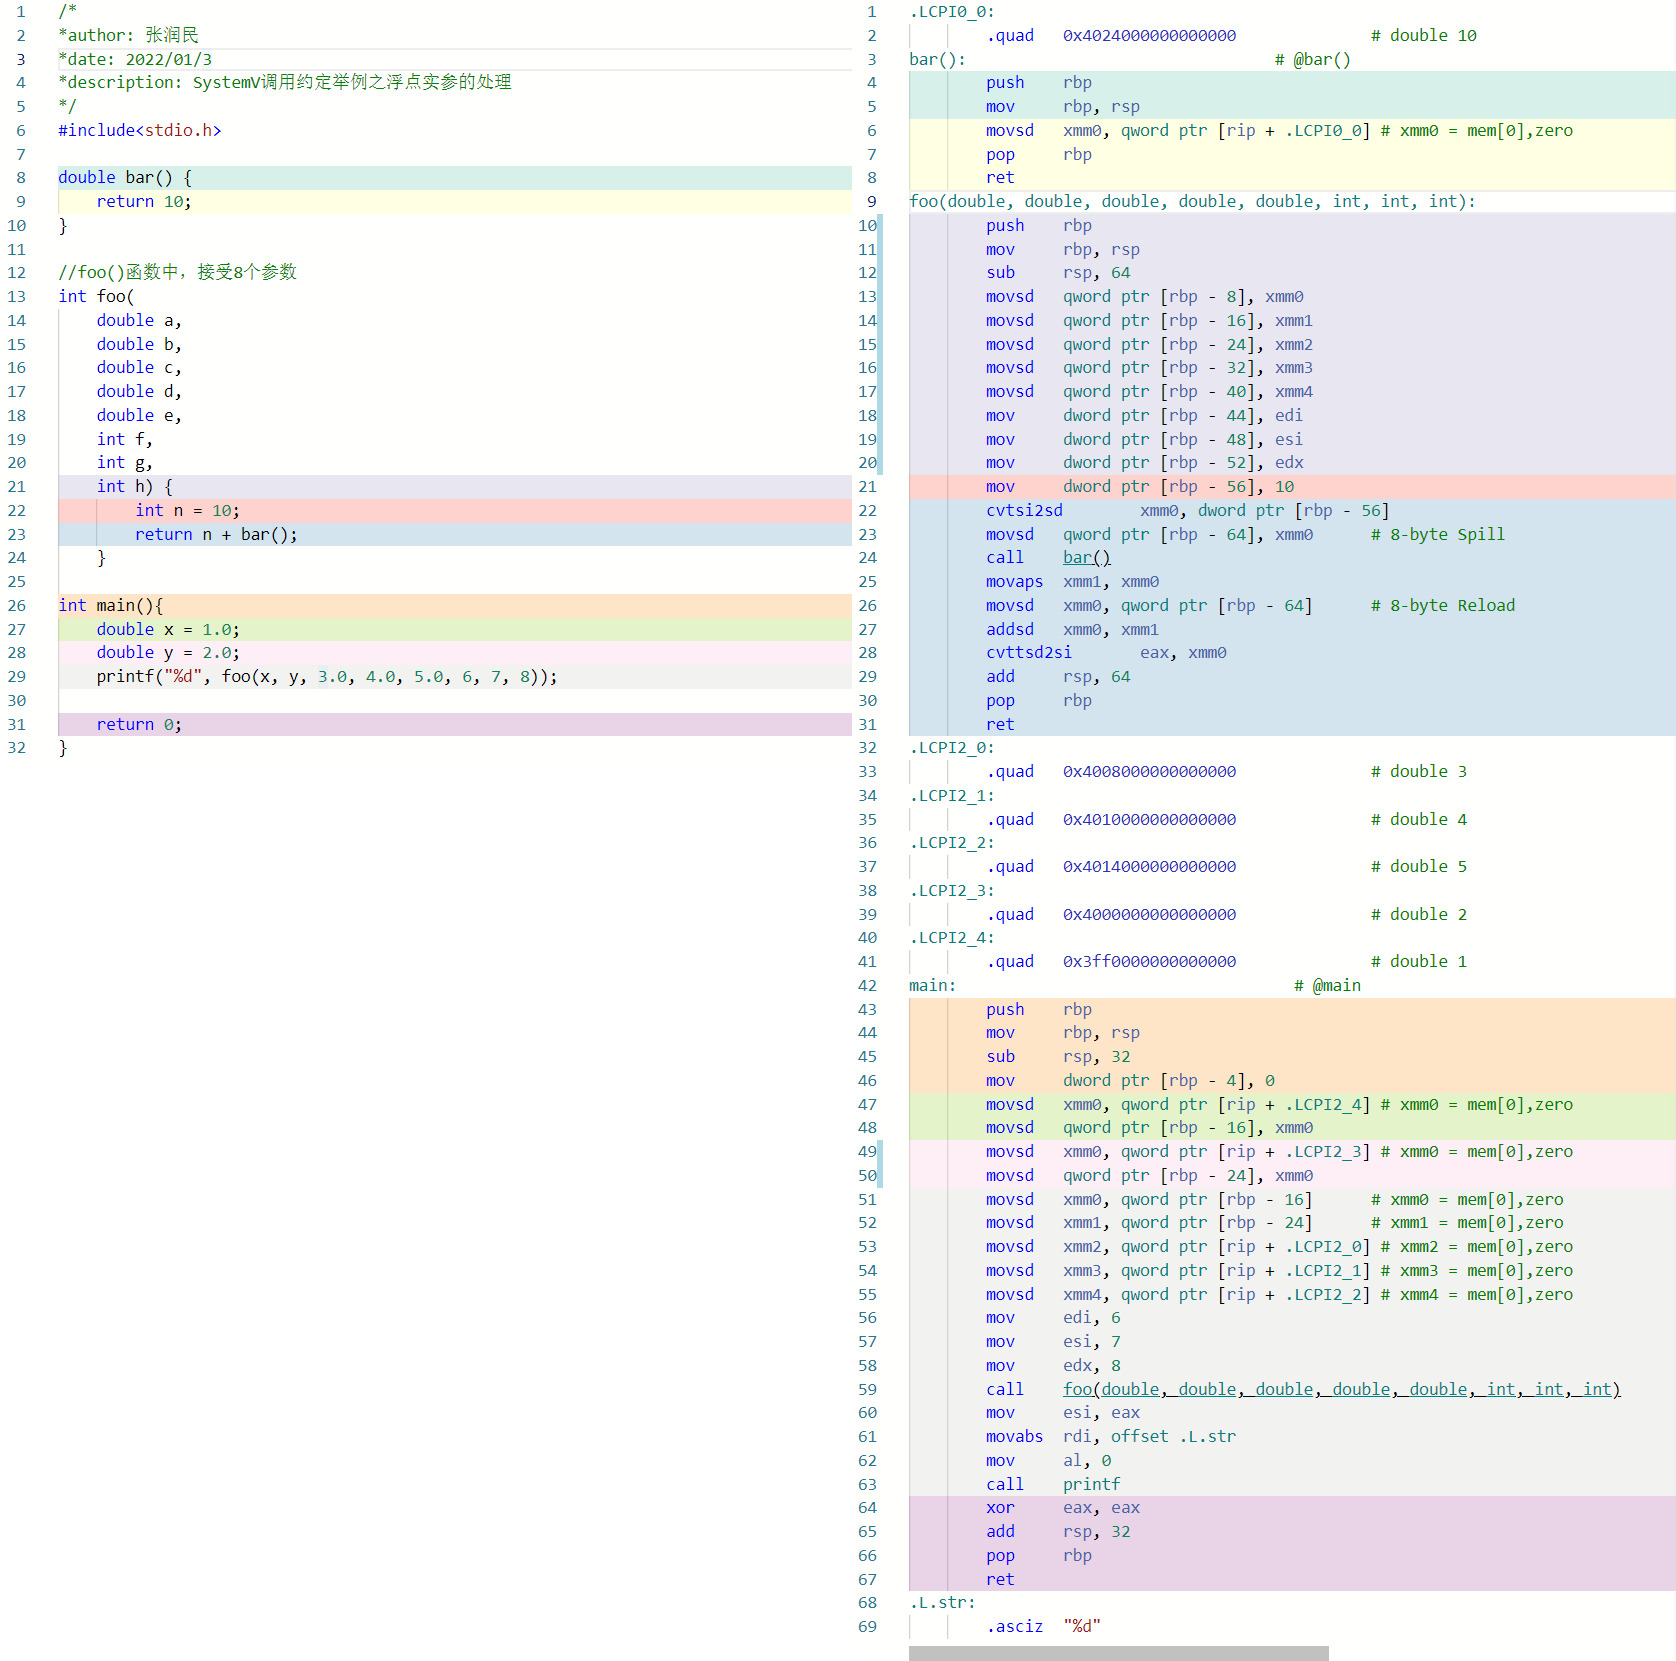 1 /*
2 *author: 张润民
3 *date: 2022/01/3
4 *description: SystemV调用约定举例之浮点实参的处理
5 */
6 #include<stdio.h>
7
8 double bar() {
9     return 10;
10 }
11
12 //foo()函数中，接受8个参数
13 int foo(
14     double a,
15     double b,
16     double c,
17     double d,
18     double e,
19     int f,
20     int g,
21     int h) {
22         int n = 10;
23         return n + bar();
24     }
25
26 int main(){
27     double x = 1.0;
28     double y = 2.0;
29     printf("%d", foo(x, y, 3.0, 4.0, 5.0, 6, 7, 8));
30
31     return 0;
32 }
1 .LCPI0_0:
2         .quad   0x4024000000000000              # double 10
3 bar():                                # @bar()
4         push    rbp
5         mov     rbp, rsp
6         movsd   xmm0, qword ptr [rip + .LCPI0_0] # xmm0 = mem[0],zero
7         pop     rbp
8         ret
9 foo(double, double, double, double, double, int, int, int):
10         push    rbp
11         mov     rbp, rsp
12         sub     rsp, 64
13         movsd   qword ptr [rbp - 8], xmm0
14         movsd   qword ptr [rbp - 16], xmm1
15         movsd   qword ptr [rbp - 24], xmm2
16         movsd   qword ptr [rbp - 32], xmm3
17         movsd   qword ptr [rbp - 40], xmm4
18         mov     dword ptr [rbp - 44], edi
19         mov     dword ptr [rbp - 48], esi
20         mov     dword ptr [rbp - 52], edx
21         mov     dword ptr [rbp - 56], 10
22         cvtsi2sd        xmm0, dword ptr [rbp - 56]
23         movsd   qword ptr [rbp - 64], xmm0      # 8-byte Spill
24         call    bar()
25         movaps  xmm1, xmm0
26         movsd   xmm0, qword ptr [rbp - 64]      # 8-byte Reload
27         addsd   xmm0, xmm1
28         cvttsd2si       eax, xmm0
29         add     rsp, 64
30         pop     rbp
31         ret
32 .LCPI2_0:
33         .quad   0x4008000000000000              # double 3
34 .LCPI2_1:
35         .quad   0x4010000000000000              # double 4
36 .LCPI2_2:
37         .quad   0x4014000000000000              # double 5
38 .LCPI2_3:
39         .quad   0x4000000000000000              # double 2
40 .LCPI2_4:
41         .quad   0x3ff0000000000000              # double 1
42 main:                                   # @main
43         push    rbp
44         mov     rbp, rsp
45         sub     rsp, 32
46         mov     dword ptr [rbp - 4], 0
47         movsd   xmm0, qword ptr [rip + .LCPI2_4] # xmm0 = mem[0],zero
48         movsd   qword ptr [rbp - 16], xmm0
49         movsd   xmm0, qword ptr [rip + .LCPI2_3] # xmm0 = mem[0],zero
50         movsd   qword ptr [rbp - 24], xmm0
51         movsd   xmm0, qword ptr [rbp - 16]      # xmm0 = mem[0],zero
52         movsd   xmm1, qword ptr [rbp - 24]      # xmm1 = mem[0],zero
53         movsd   xmm2, qword ptr [rip + .LCPI2_0] # xmm2 = mem[0],zero
54         movsd   xmm3, qword ptr [rip + .LCPI2_1] # xmm3 = mem[0],zero
55         movsd   xmm4, qword ptr [rip + .LCPI2_2] # xmm4 = mem[0],zero
56         mov     edi, 6
57         mov     esi, 7
58         mov     edx, 8
59         call    foo(double, double, double, double, double, int, int, int)
60         mov     esi, eax
61         movabs  rdi, offset .L.str
62         mov     al, 0
63         call    printf
64         xor     eax, eax
65         add     rsp, 32
66         pop     rbp
67         ret
68 .L.str:
69         .asciz  "%d"